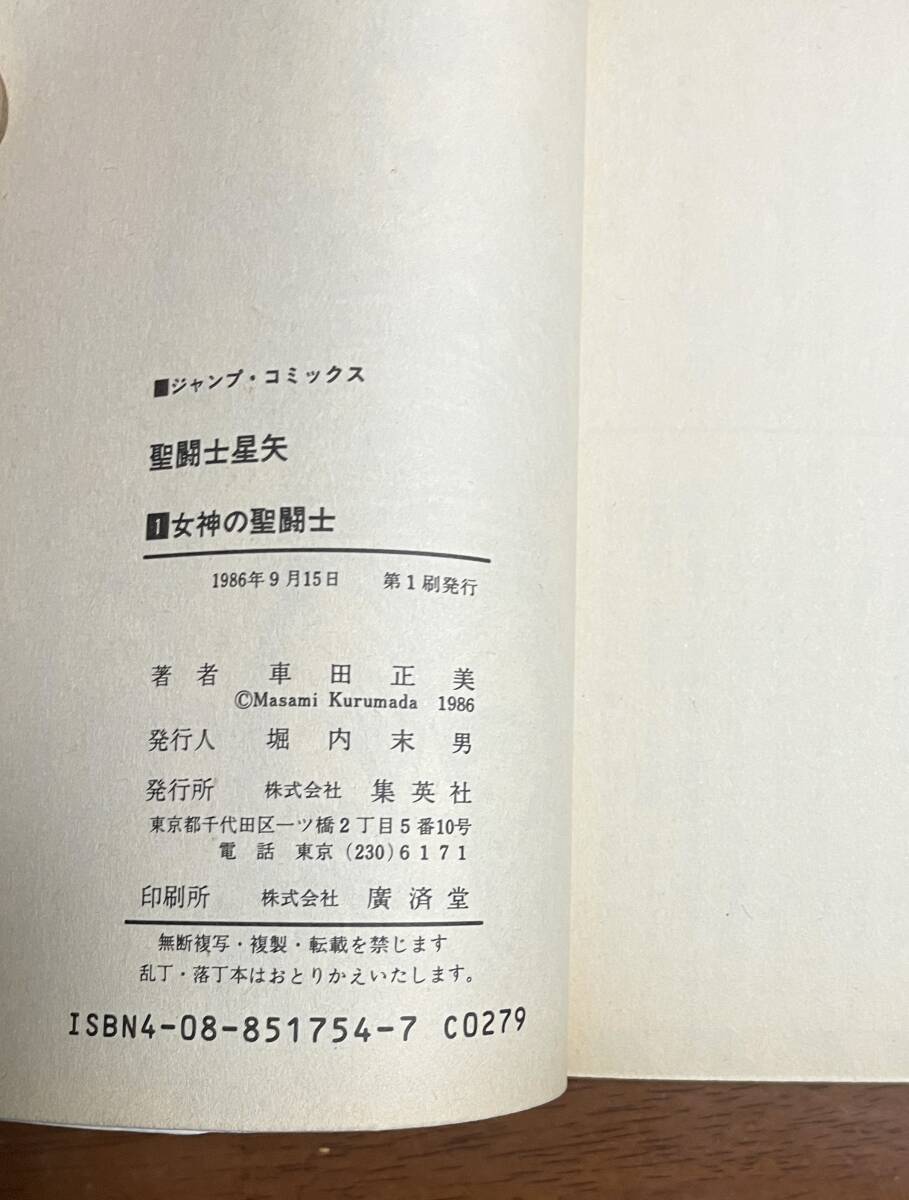 ■ジャンプ・コミックス
聖闘士星矢
1女神の聖闘士
1986年9月15日 第1刷発行
著者 車田正美
©Masami Kurumada 1986
発行人 堀内末男
発行所 株式会社 集英社
東京都千代田区一ツ橋2丁目5番10号
電話 東京(230)6171
印刷所 株式会社 廣済堂
無断複写・複製・転載を禁じます
乱丁・落丁本はおとりかえいたします。
ISBN4-08-851754-7 C0279